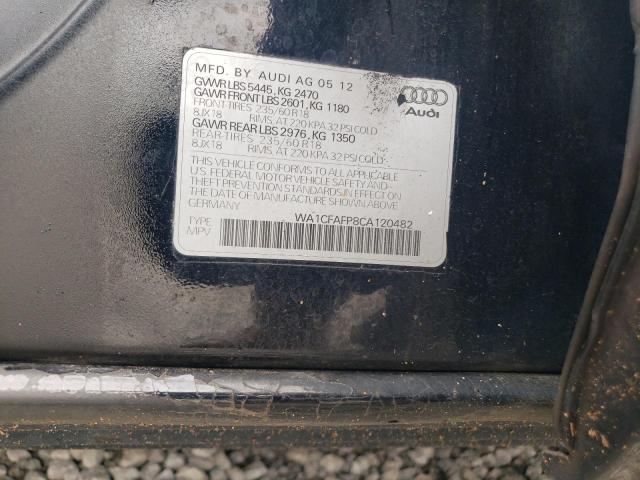 MFD. BY AUDI AG 05 12
GVWR LBS 5445, KG 2470
GAWR FRONT LBS 2601, KG 1180
FRONT-TIRES 235/60 R18
8JX18 RIMS, AT 220 KPA 32 PSI COLD
GAWR REAR LBS 2976, KG 1350
REAR-TIRES 235/60 R18
8JX18 RIMS, AT 220 KPA 32 PSI COLD
THIS VEHICLE CONFORMS TO ALL APPLICABLE
U.S. FEDERAL MOTOR VEHICLE SAFETY AND
THEFT PREVENTION STANDARDS IN EFFECT ON
THE DATE OF MANUFACTURE SHOWN ABOVE
GERMANY
Audi
WA1CFAFP8CA120482
TYPE
MPV